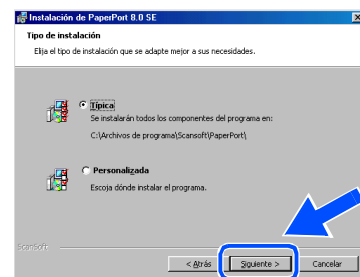 Instalación de PaperPort 8.0 SE
Tipo de instalación
Elija el tipo de instalación que se adapte mejor a sus necesidades.
Típica
Se instalarán todos los componentes del programa en:
C:\Archivos de programa\Scansoft\PaperPort\
Personalizada
Escoja dónde instalar el programa.
ScanSoft
< Atrás
Siguiente >
Cancelar